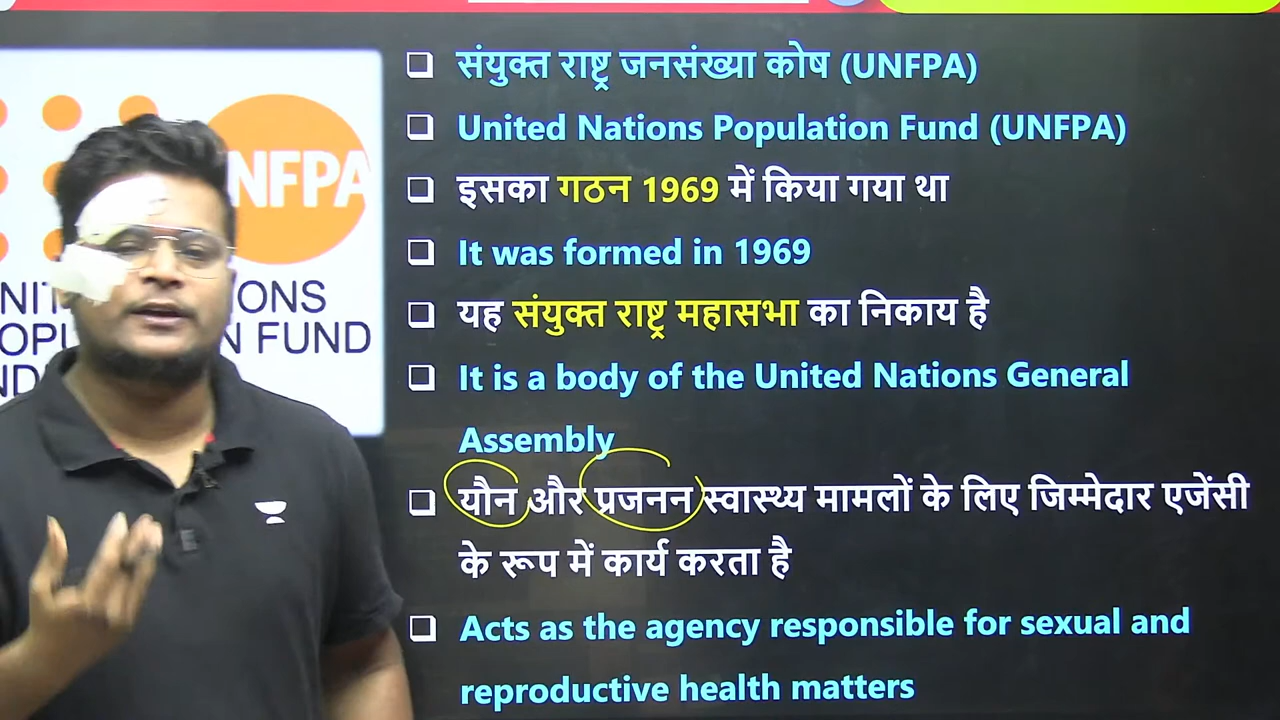 संयुक्त राष्ट्र जनसंख्या कोष (UNFPA)
United Nations Population Fund (UNFPA)
इसका गठन 1969 में किया गया था
It was formed in 1969
यह संयुक्त राष्ट्र महासभा का निकाय है
It is a body of the United Nations General
Assembly
यौन और प्रजनन स्वास्थ्य मामलों के लिए जिम्मेदार एजेंसी
के रूप में कार्य करता है
Acts as the agency responsible for sexual and
reproductive health matters
NFPA
ONS
FUND